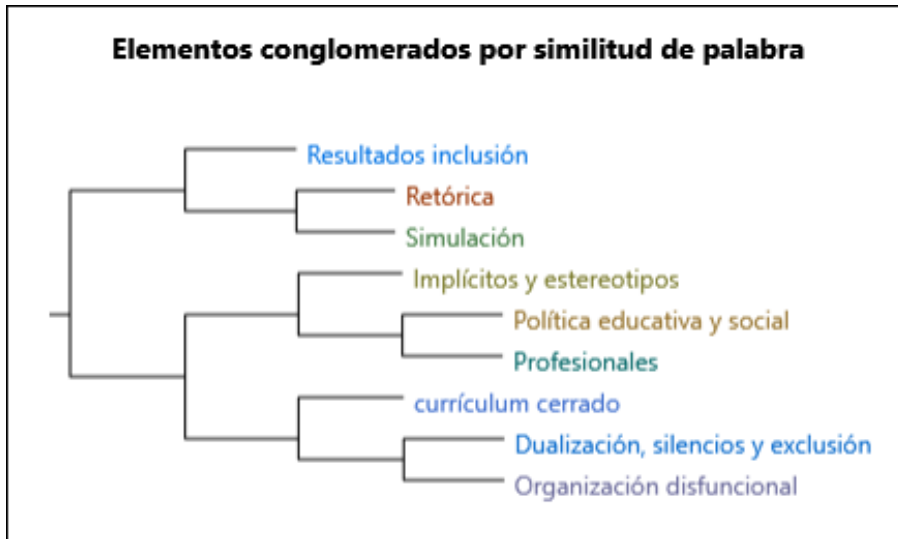 Elementos conglomerados por similitud de palabra
Resultados inclusión
Retórica
Simulación
Implícitos y estereotipos
Política educativa y social
Profesionales
currículum cerrado
Dualización, silencios y exclusión
Organización disfuncional